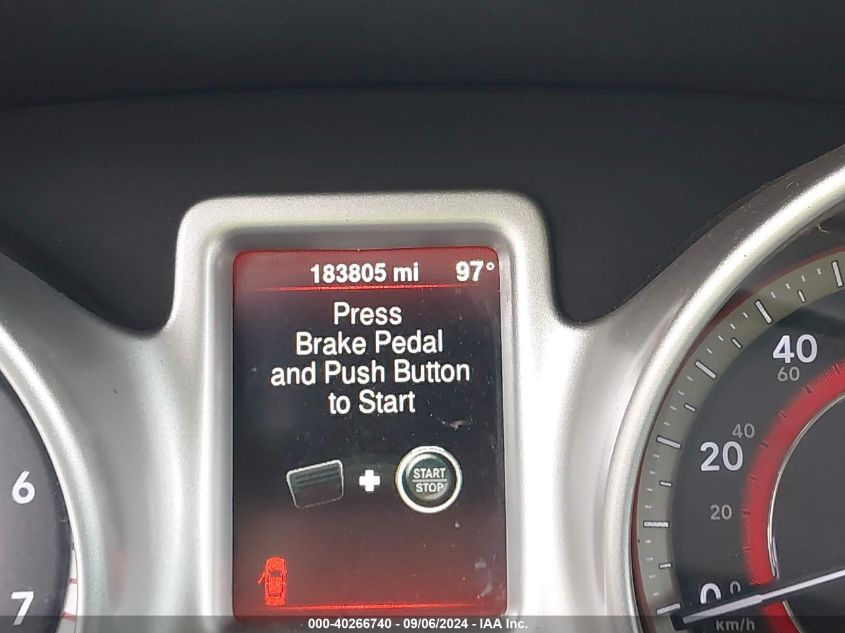 183805 mi 97°
Press
Brake Pedal
and Push Button
to Start
START
STOP
6
7
40
60
40
20
20
0
0
km/h
000-40266740 - 09/06/2024 - IAA Inc.